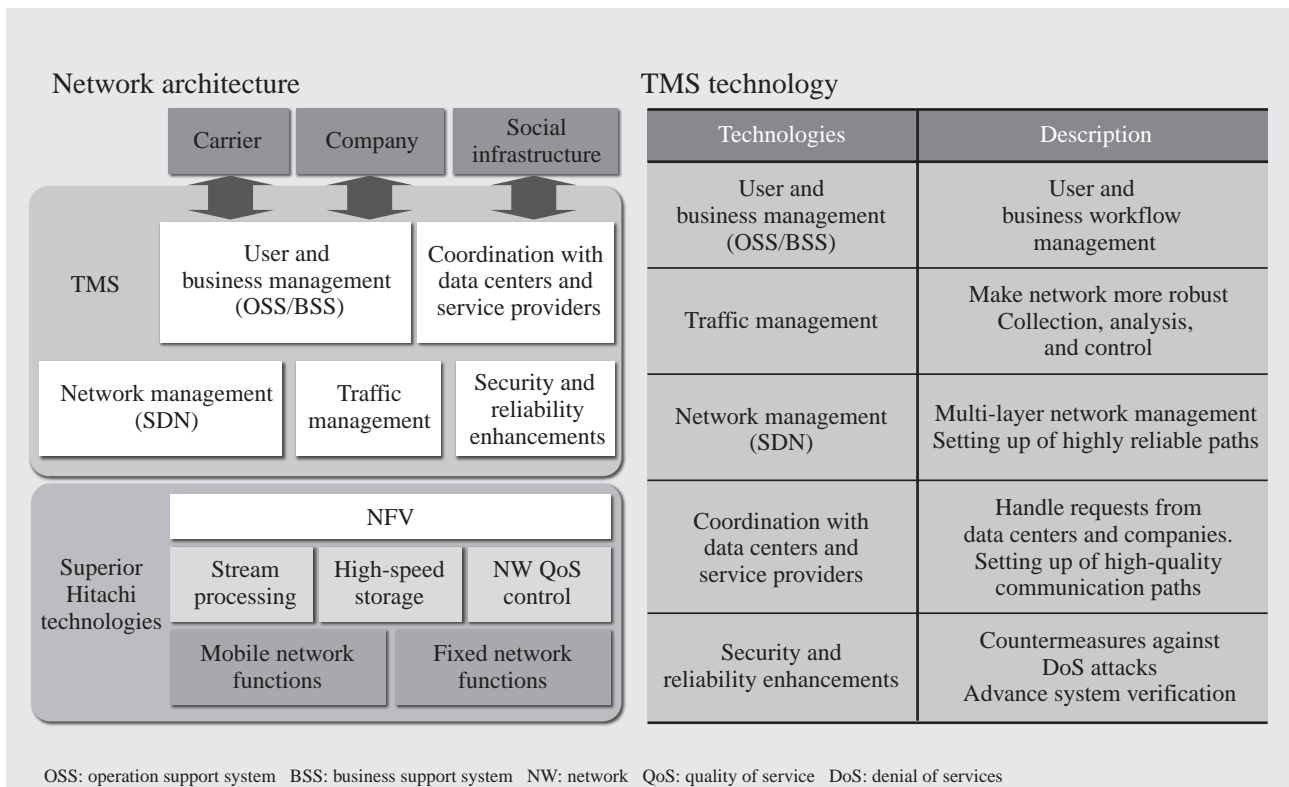 Network architecture
Carrier
Company
Social
infrastructure
TMS
User and
business management
(OSS/BSS)
Coordination with
data centers and
service providers
Network management
(SDN)
Traffic
management
Security and
reliability
enhancements
Superior
Hitachi
technologies
NFV
Stream
processing
High-speed
storage
NW QoS
control
Mobile network
functions
Fixed network
functions
TMS technology
Technologies
Description
User and
business management
(OSS/BSS)
User and
business workflow
management
Traffic management
Make network more robust
Collection, analysis,
and control
Network management
(SDN)
Multi-layer network management
Setting up of highly reliable paths
Coordination with
data centers and
service providers
Handle requests from
data centers and companies.
Setting up of high-quality
communication paths
Security and
reliability enhancements
Countermeasures against
DoS attacks
Advance system verification
OSS: operation support system BSS: business support system NW: network QoS: quality of service DoS: denial of services